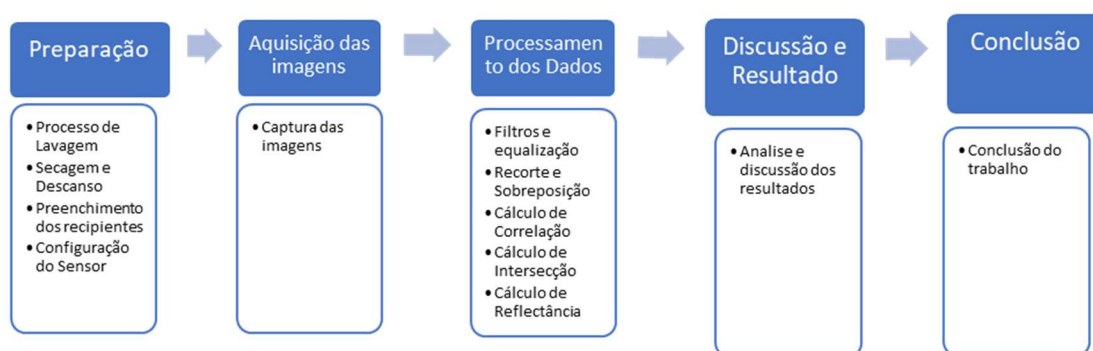 Preparação
• Processo de
Lavagem
• Secagem e
Descanso
• Preenchimento
dos recipientes
• Configuração
do Sensor
Aquisição das
imagens
• Captura das
imagens
Processamen
to dos Dados
• Filtros e
equalização
• Recorte e
Sobreposição
• Cálculo de
Correlação
• Cálculo de
Intersecção
• Cálculo de
Reflectância
Discussão e
Resultado
• Analise e
discussão dos
resultados
Conclusão
• Conclusão do
trabalho